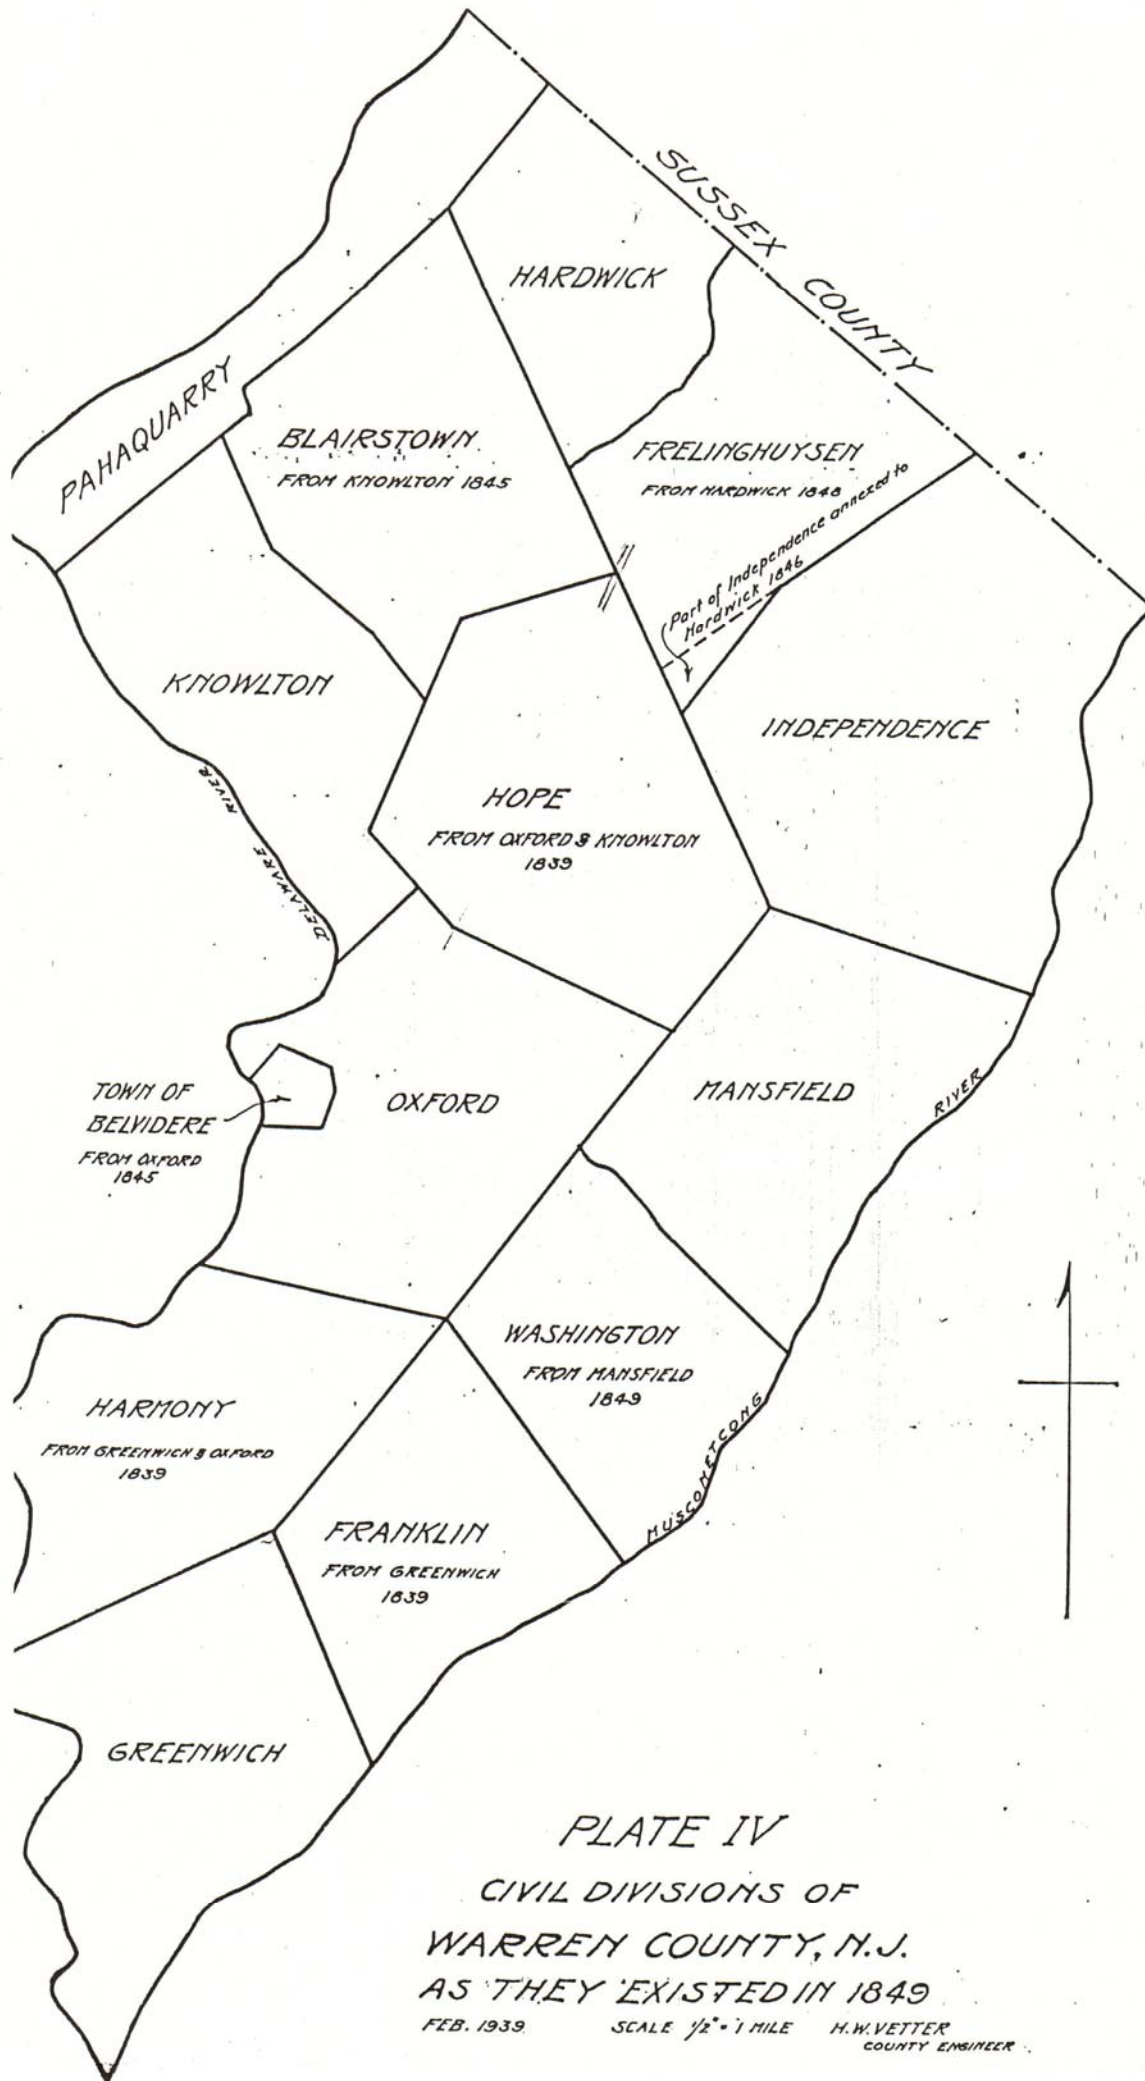 SUSSEX COUNTY
HARDWICK
PAHAQUARRY
BLAIRSTOWN
FROM KNOWLTON 1845
FRELINGHUYSEN
FROM HARDWICK 1848
Part of Independence annexed to
Hardwick 1846
KNOWLTON
INDEPENDENCE
HOPE
FROM OXFORD & KNOWLTON
1839
DELAWARE RIVER
TOWN OF
BELVIDERE
FROM OXFORD
1845
OXFORD
MANSFIELD
WASHINGTON
FROM MANSFIELD
1849
MUSCONETCONG RIVER
HARMONY
FROM GREENWICH & OXFORD
1839
FRANKLIN
FROM GREENWICH
1839
GREENWICH
PLATE IV
CIVIL DIVISIONS OF
WARREN COUNTY, N.J.
AS THEY EXISTED IN 1849
FEB. 1939 SCALE 1/2" = 1 MILE H.W. VETTER
COUNTY ENGINEER